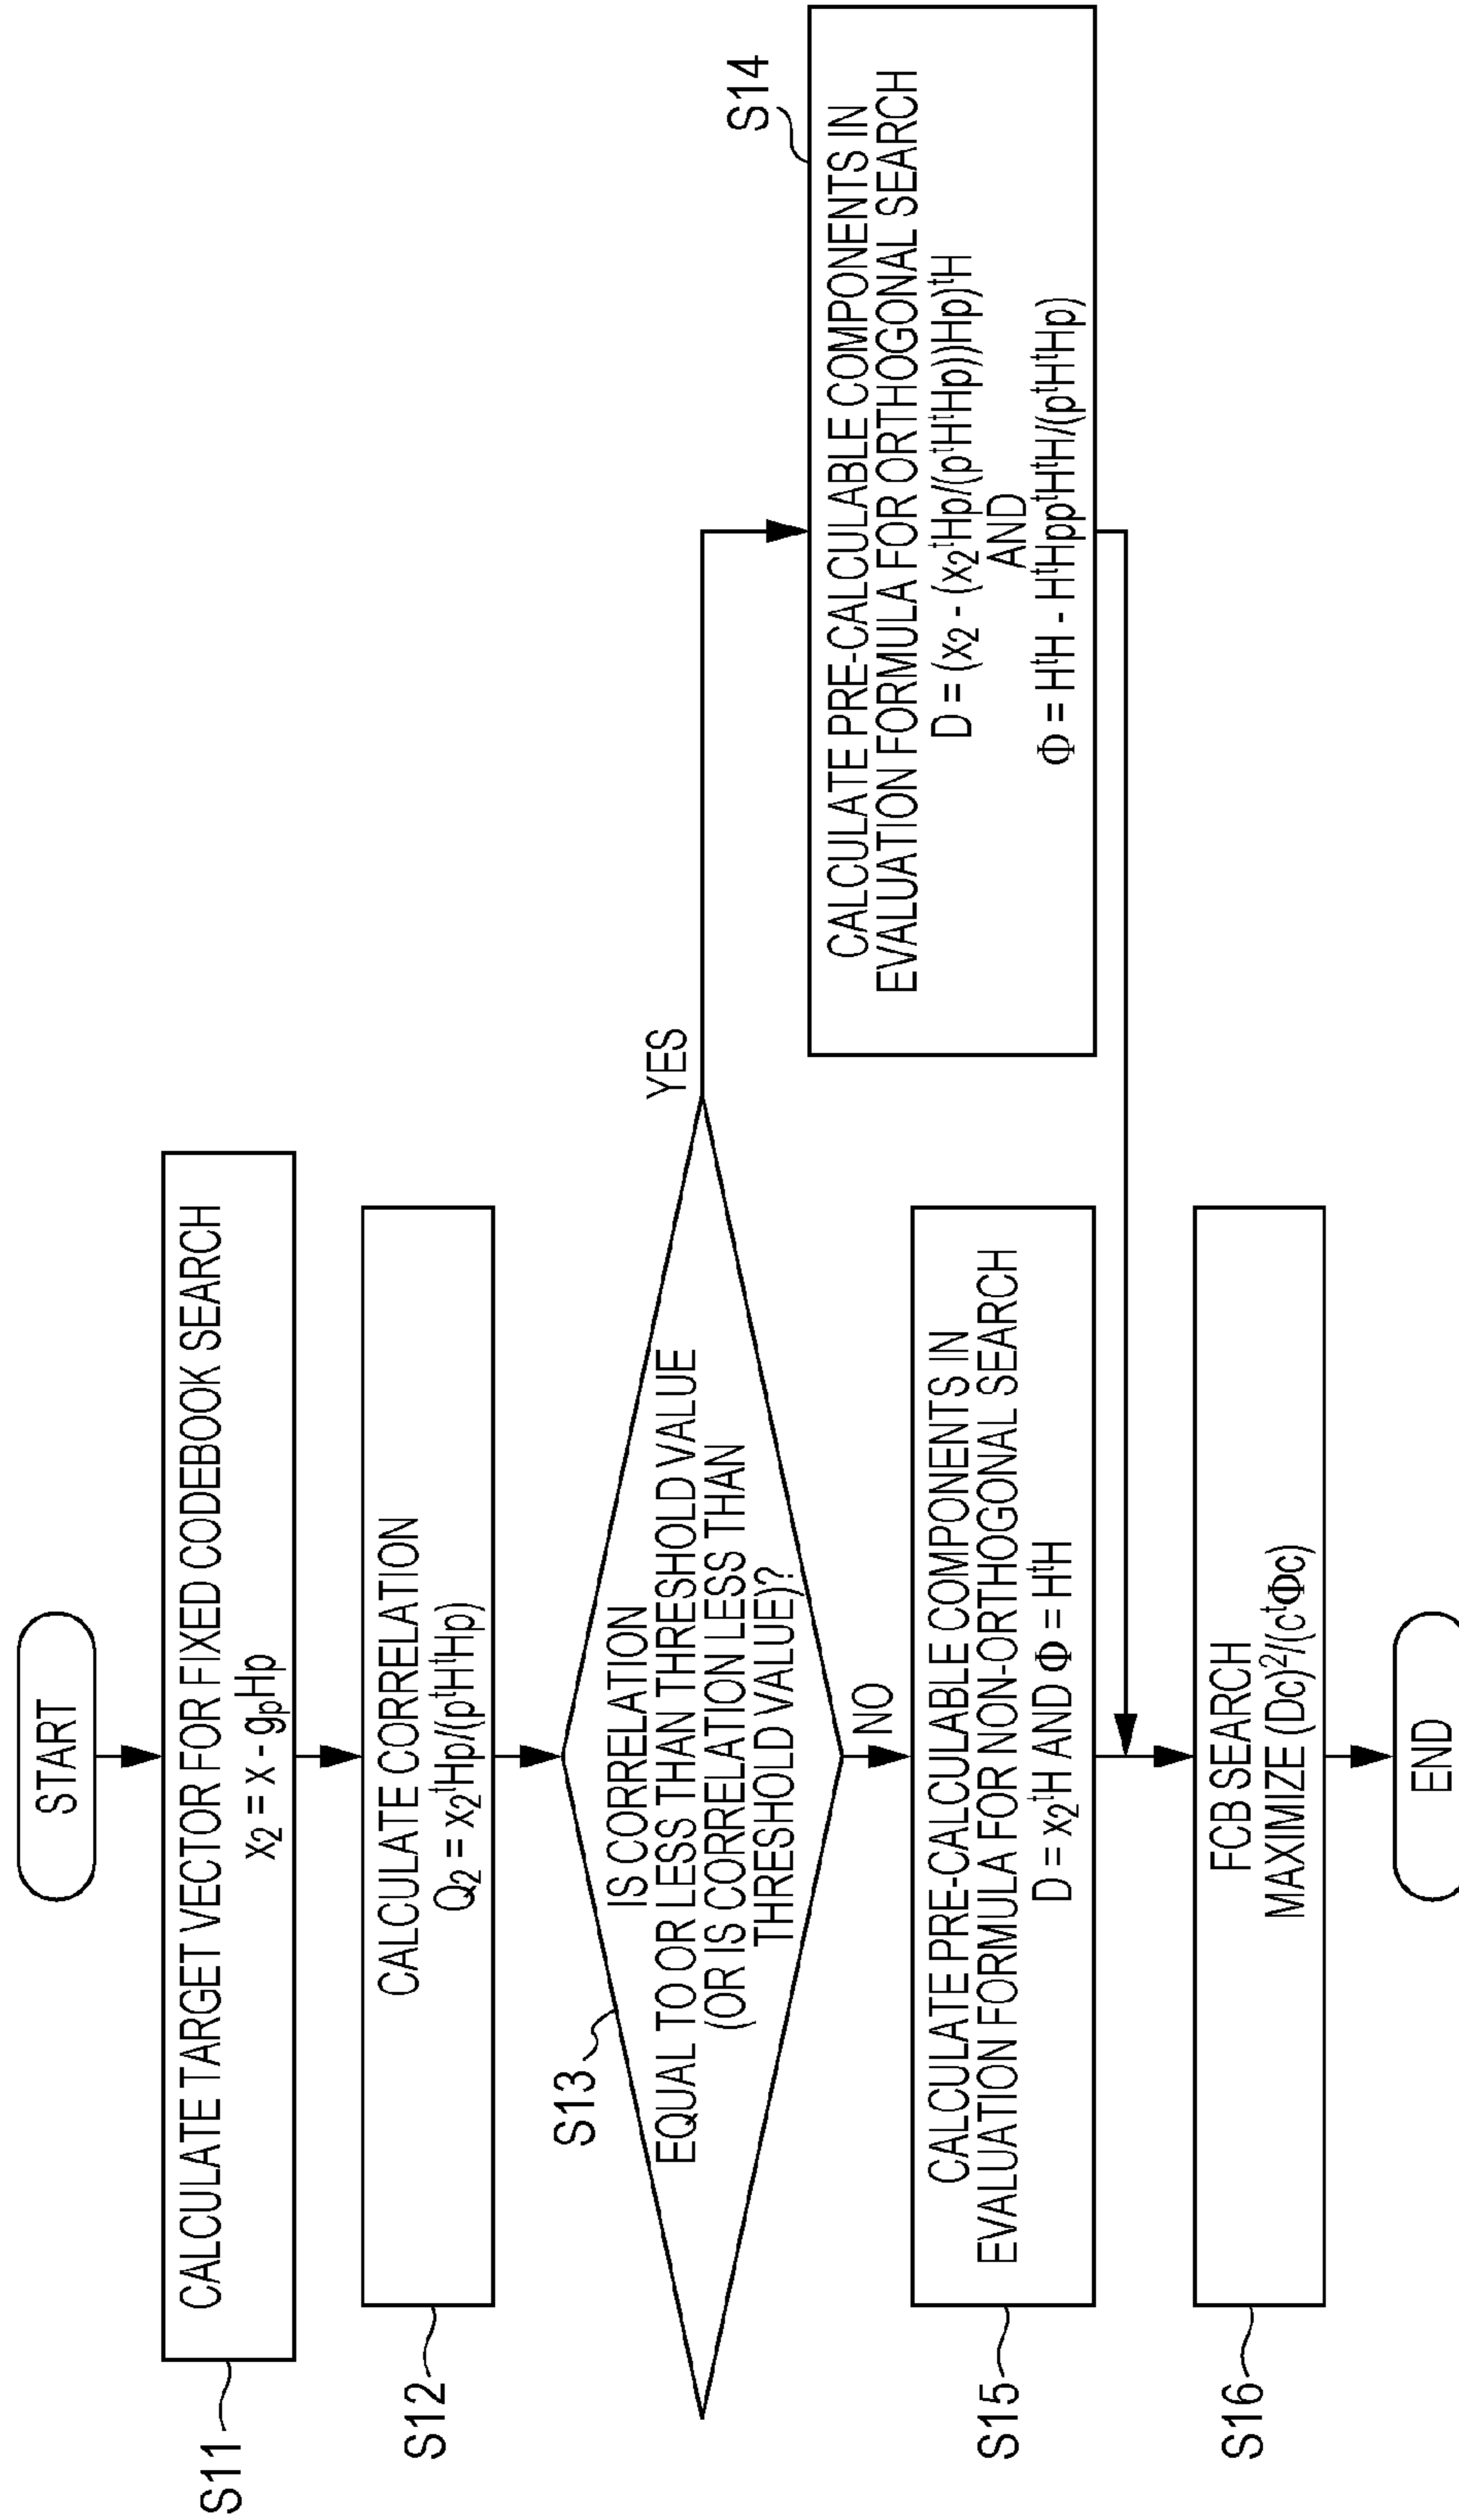 START
S11
CALCULATE TARGET VECTOR FOR FIXED CODEBOOK SEARCH
x₂ = x - gₚHp
S12
CALCULATE CORRELATION
Q₂ = x₂ᵗHp/(pᵗHᵗHp)
S13
IS CORRELATION
EQUAL TO OR LESS THAN THRESHOLD VALUE
(OR IS CORRELATION LESS THAN
THRESHOLD VALUE)?
YES
NO
S14
CALCULATE PRE-CALCULABLE COMPONENTS IN
EVALUATION FORMULA FOR ORTHOGONAL SEARCH
D = (x₂ - (x₂ᵗHp/(pᵗHᵗHp))Hp)ᵗH
AND
Φ = HᵗH - HᵗHppᵗHᵗH/(pᵗHᵗHp)
S15
CALCULATE PRE-CALCULABLE COMPONENTS IN
EVALUATION FORMULA FOR NON-ORTHOGONAL SEARCH
D = x₂ᵗH AND Φ = HᵗH
S16
FCB SEARCH
MAXIMIZE (Dc)²/(cᵗΦc)
END